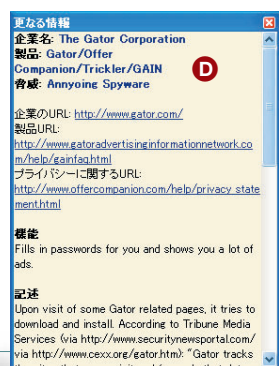 更なる情報
企業名: The Gator Corporation
製品: Gator/Offer
Companion/Trickler/GAIN
脅威: Annyoing Spyware
D
企業のURL: http://www.gator.com/
製品URL:
http://www.gatoradvertisinginformationnetwork.co
m/help/gainfaq.html
プライバシーに関するURL:
http://www.offercompanion.com/help/privacy_state
ment.html
機能
Fills in passwords for you and shows you a lot of
ads.
記述
Upon visit of some Gator related pages, it tries to
download and install. According to Tribune Media
Services (via http://www.securitynewsportal.com/
via http://www.cexx.org/gator.htm): "Gator tracks